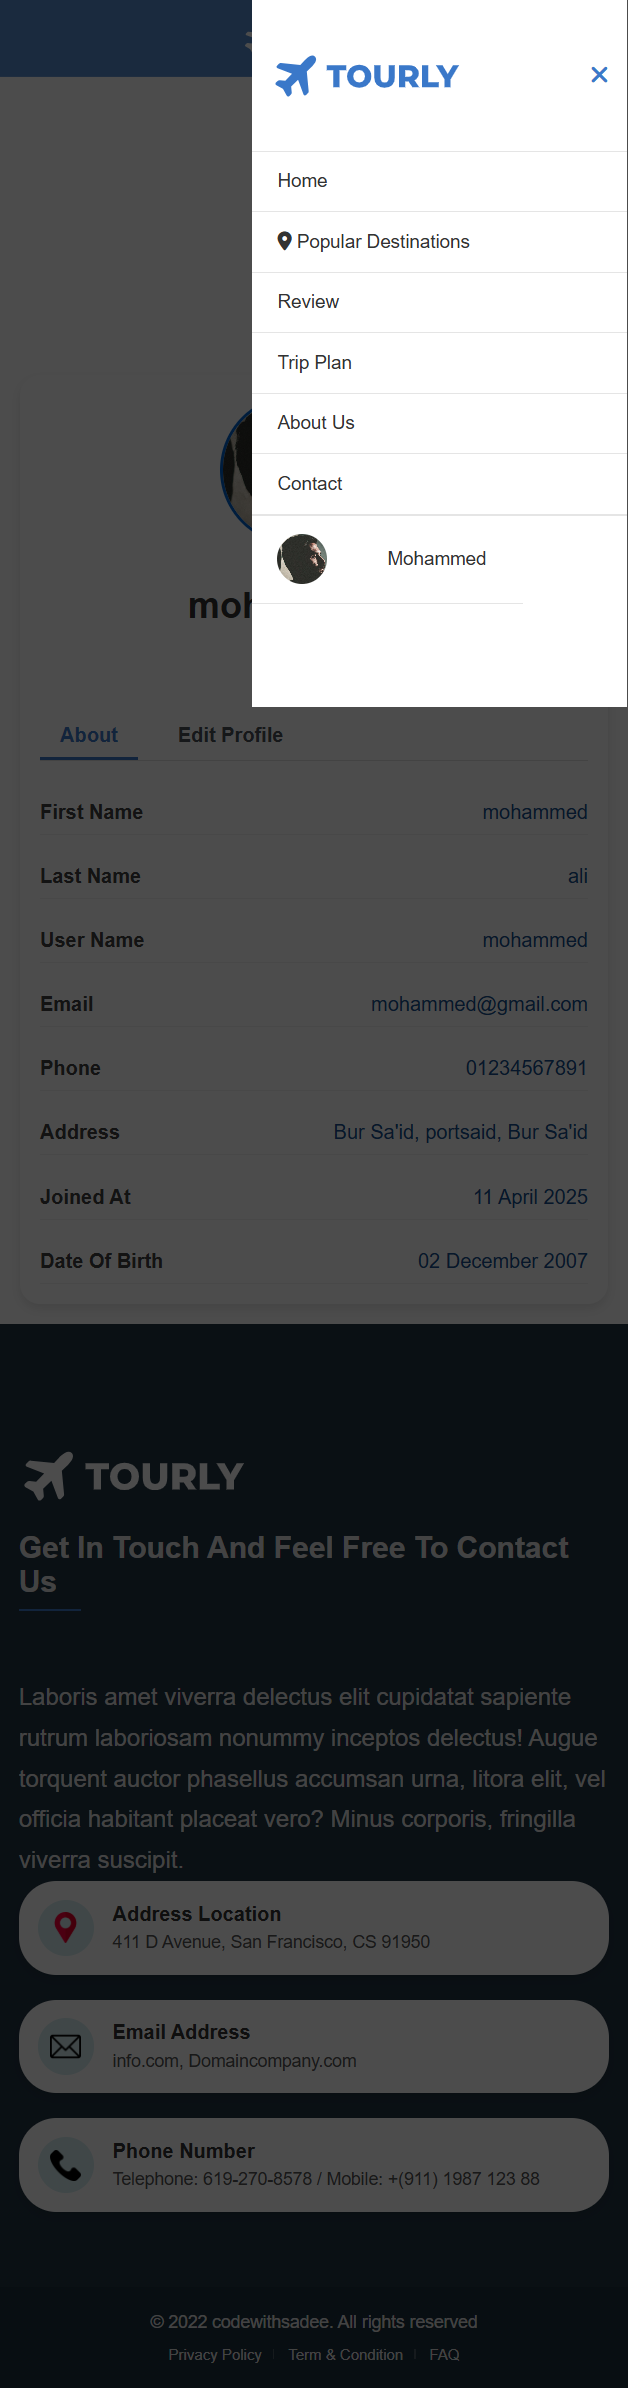 TOURLY
Home
Popular Destinations
Review
Trip Plan
About Us
Contact
Mohammed
About Edit Profile
First Name mohammed
Last Name ali
User Name mohammed
Email mohammed@gmail.com
Phone 01234567891
Address Bur Sa'id, portsaid, Bur Sa'id
Joined At 11 April 2025
Date Of Birth 02 December 2007
TOURLY
Get In Touch And Feel Free To Contact
Us
Laboris amet viverra delectus elit cupidatat sapiente
rutrum laboriosam nonummy inceptos delectus! Augue
torquent auctor phasellus accumsan urna, litora elit, vel
officia habitant placeat vero? Minus corporis, fringilla
viverra suscipit.
Address Location
411 D Avenue, San Francisco, CS 91950
Email Address
info.com, Domaincompany.com
Phone Number
Telephone: 619-270-8578 / Mobile: +(911) 1987 123 88
© 2022 codewithsadee. All rights reserved
Privacy Policy Term & Condition FAQ